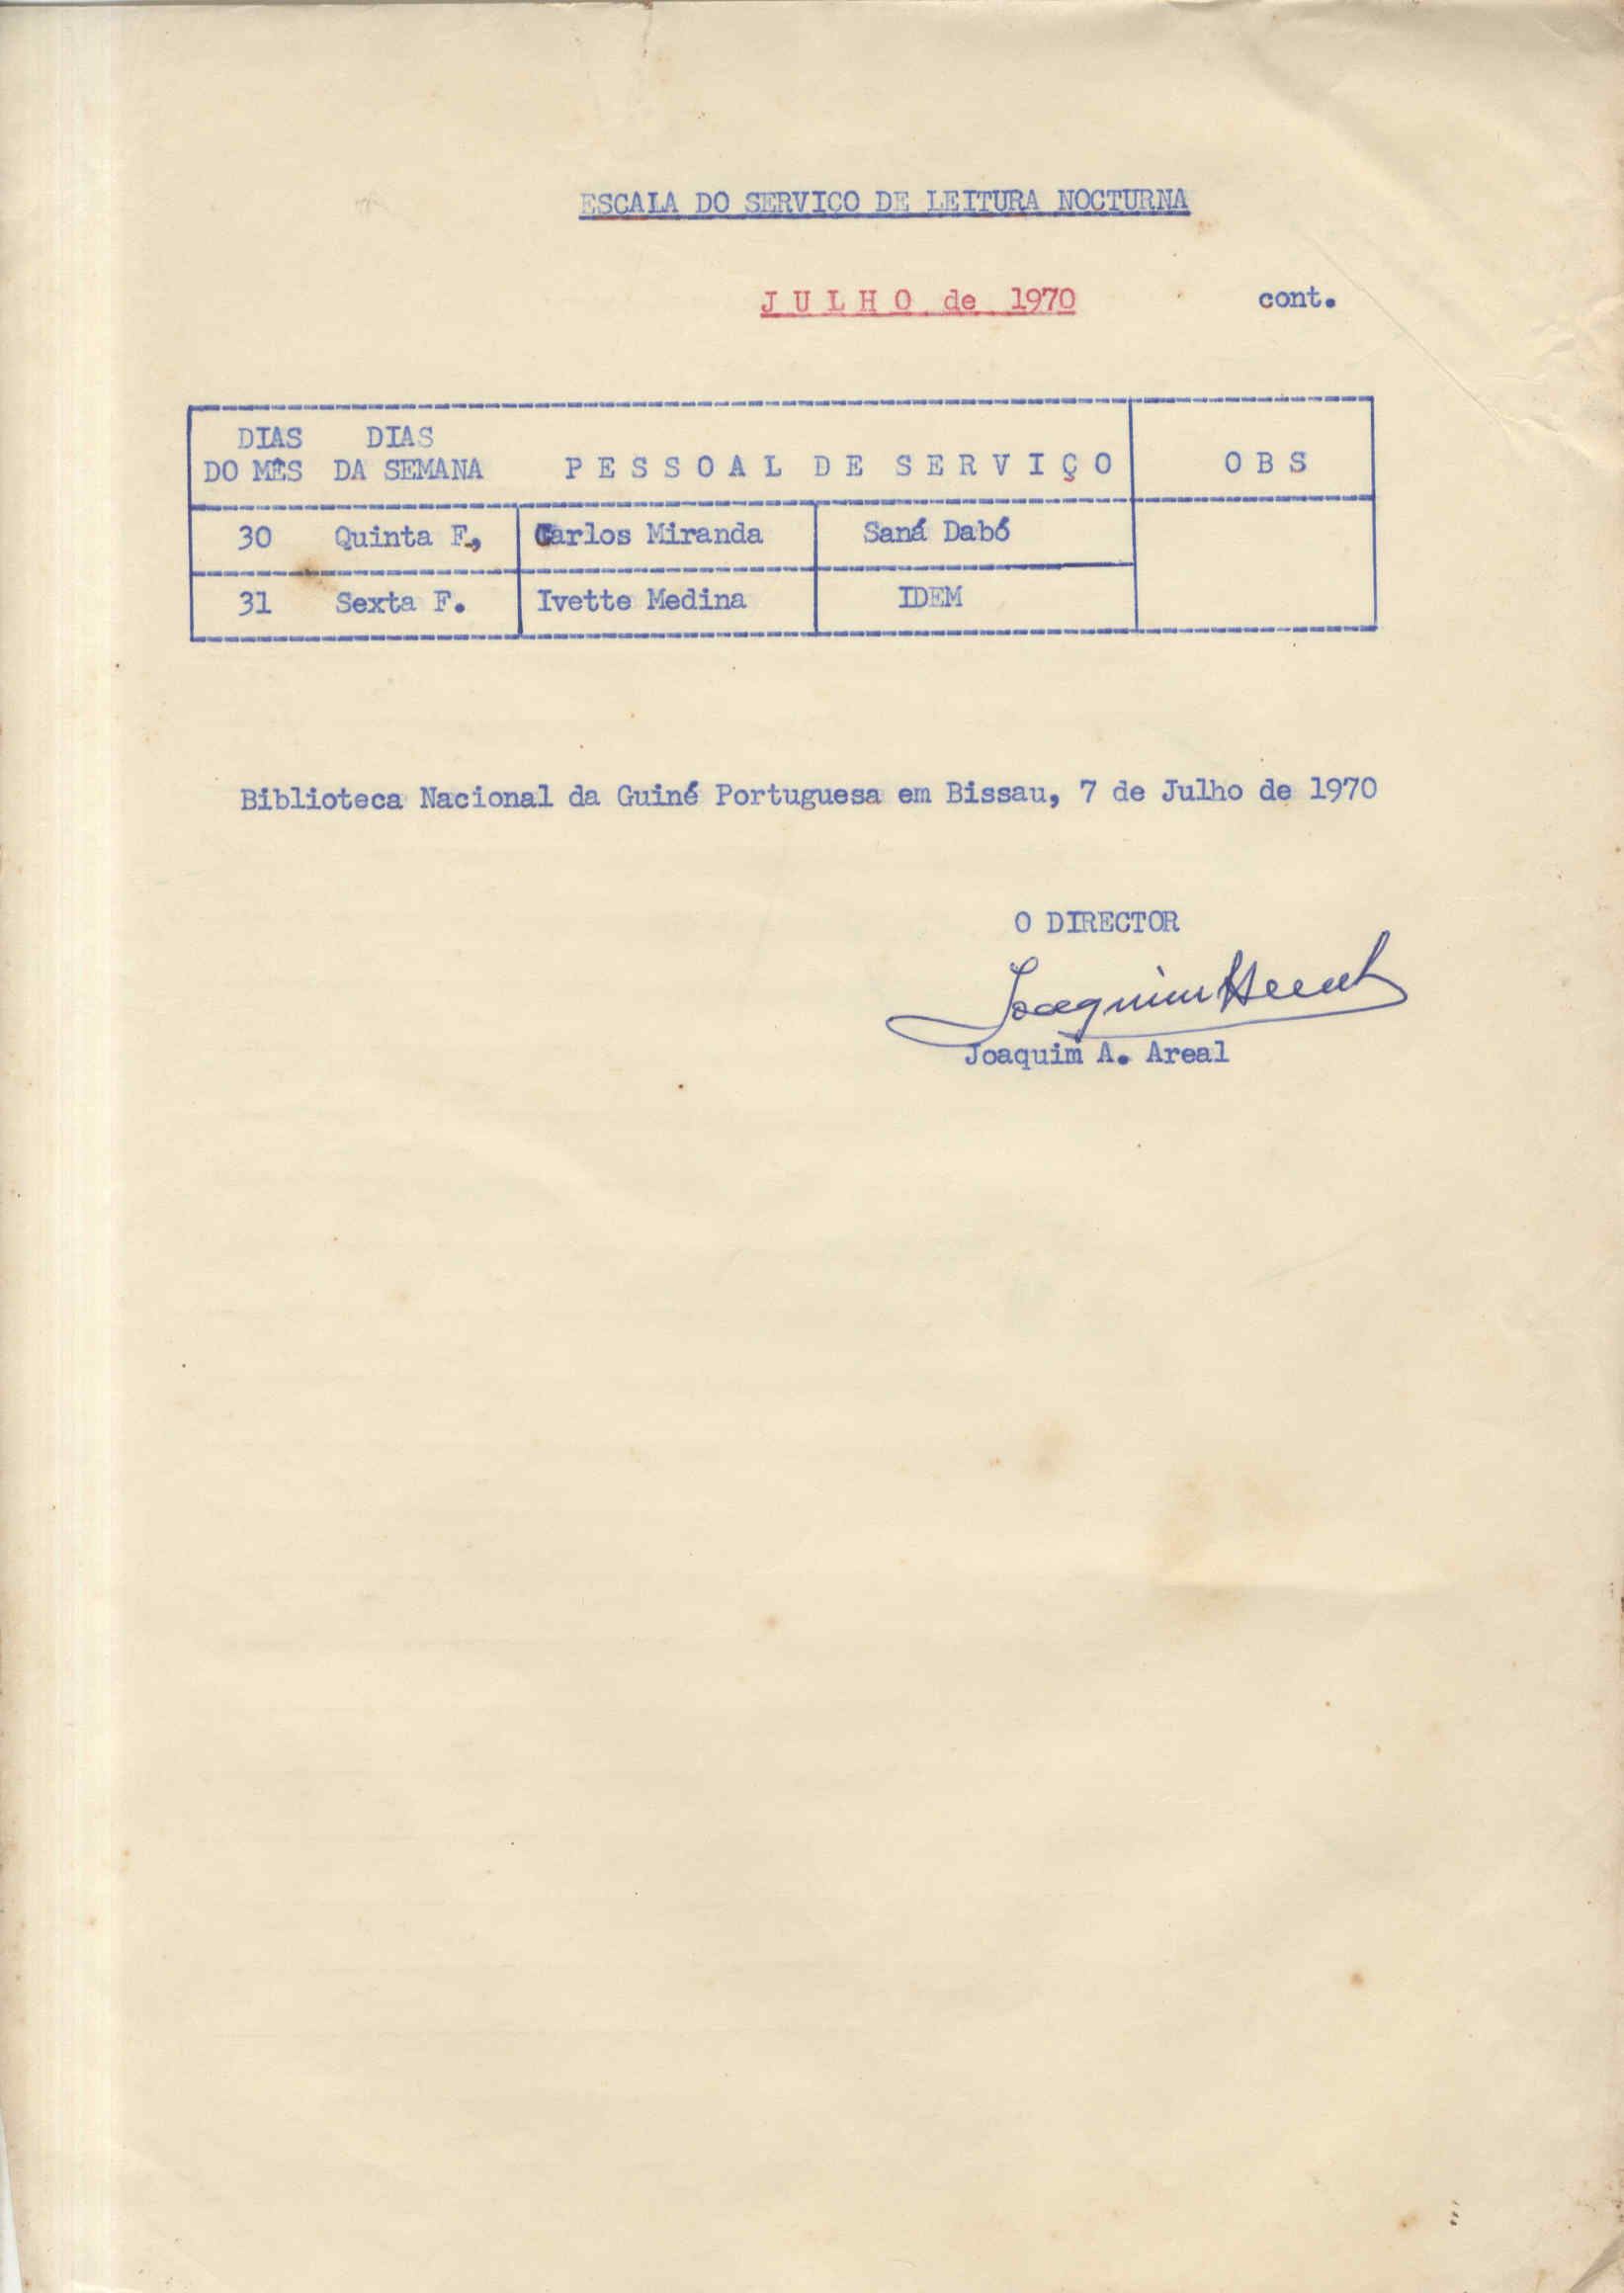 ESCALA DO SERVICO DE LEITURA NOCTURNA
JULHO de 1970 cont.
DIAS DIAS
DO MÊS DA SEMANA PESSOAL DE SERVIÇO OBS
30 Quinta F., Carlos Miranda Saná Dabó
31 Sexta F. Ivette Medina IDEM
Biblioteca Nacional da Guiné Portuguesa em Bissau, 7 de Julho de 1970
O DIRECTOR
Joaquim Areal
Joaquim A. Areal